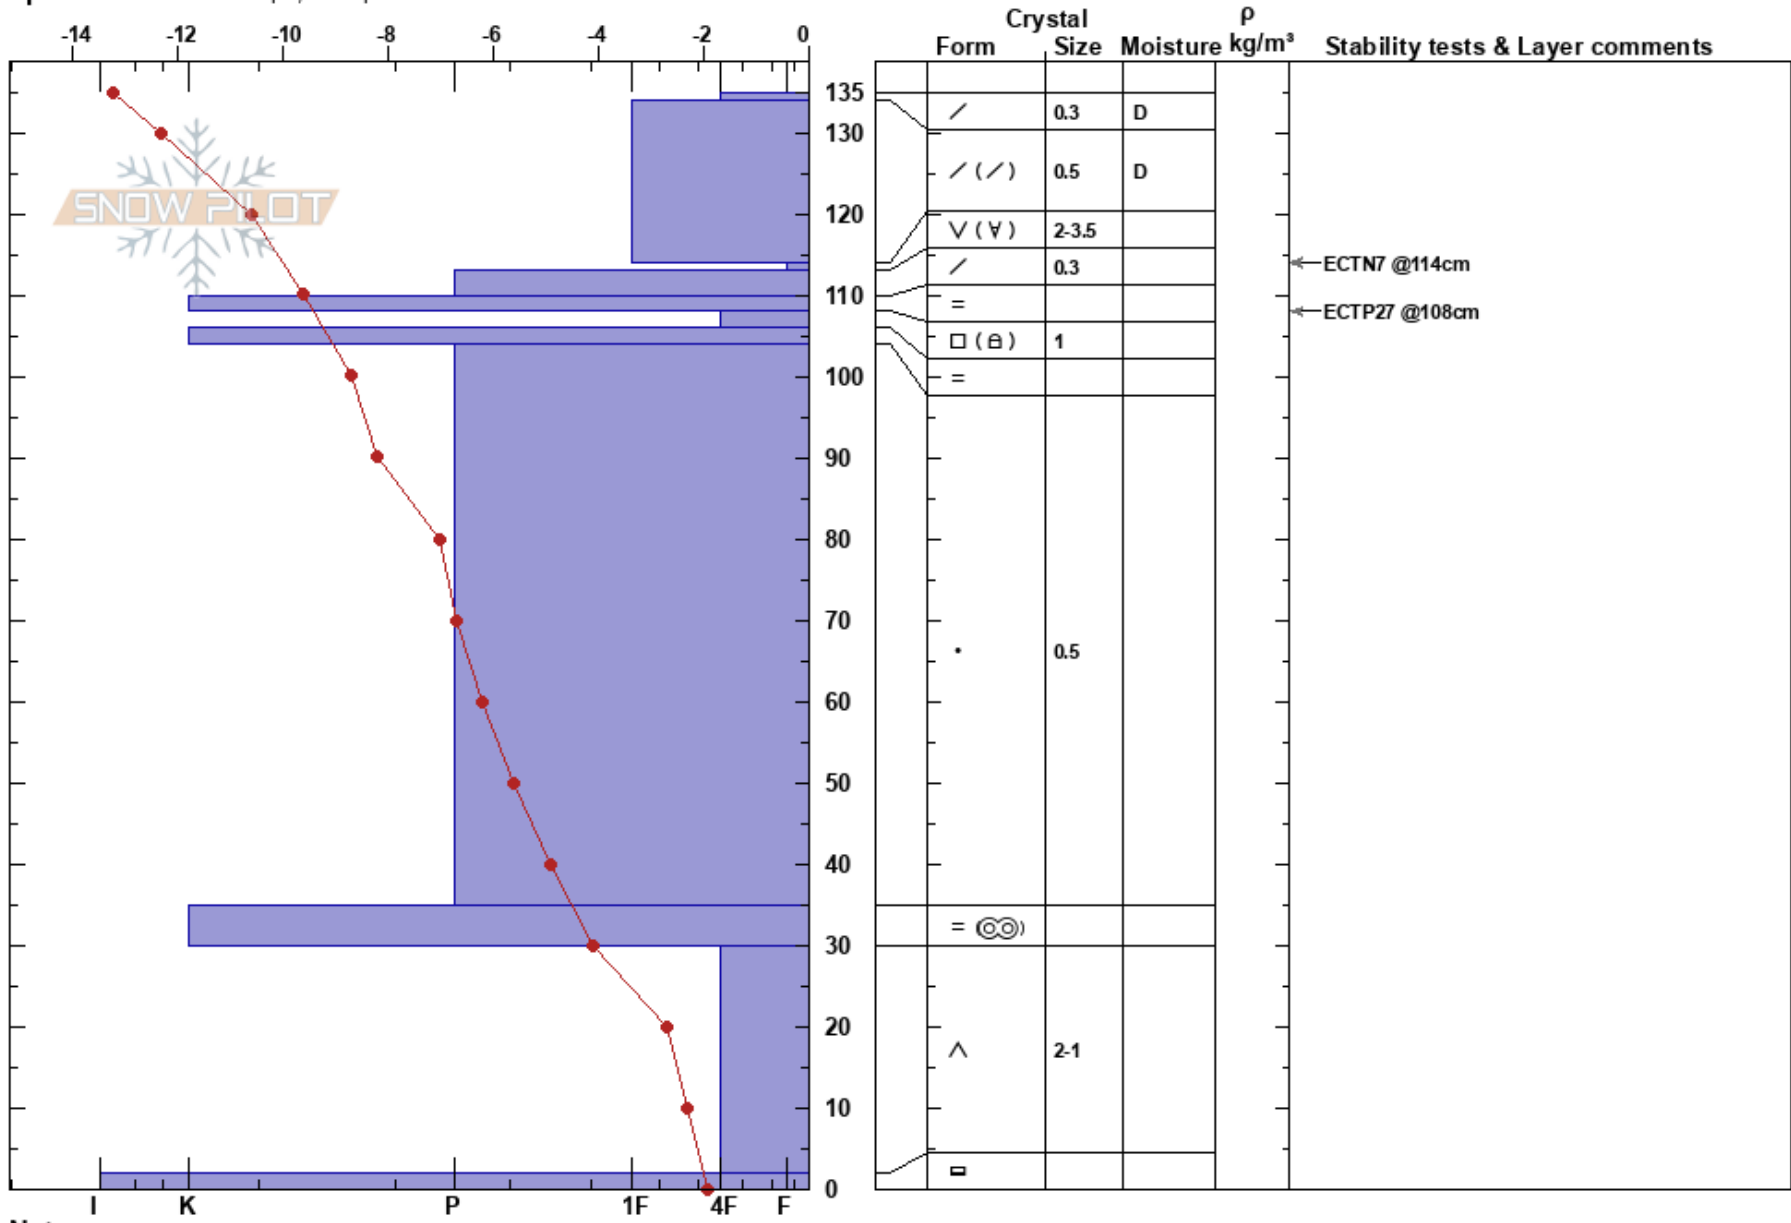 Crystal ρ
-14 -12 -10 -8 -6 -4 -2 0 Form Size Moisture kg/m³ Stability tests & Layer comments
135 / 0.3 D
130
/ (/) 0.5 D
SNOW PILOT 120
V (∀) 2-3.5
/ 0.3 ECTN7 @114cm
110 =
ECTP27 @108cm
□ (⌂) 1
100 =
90
80
70
• 0.5
60
50
40
= (◎◎)
30
20
∧ 2-1
10
0
I K P 1F 4F F